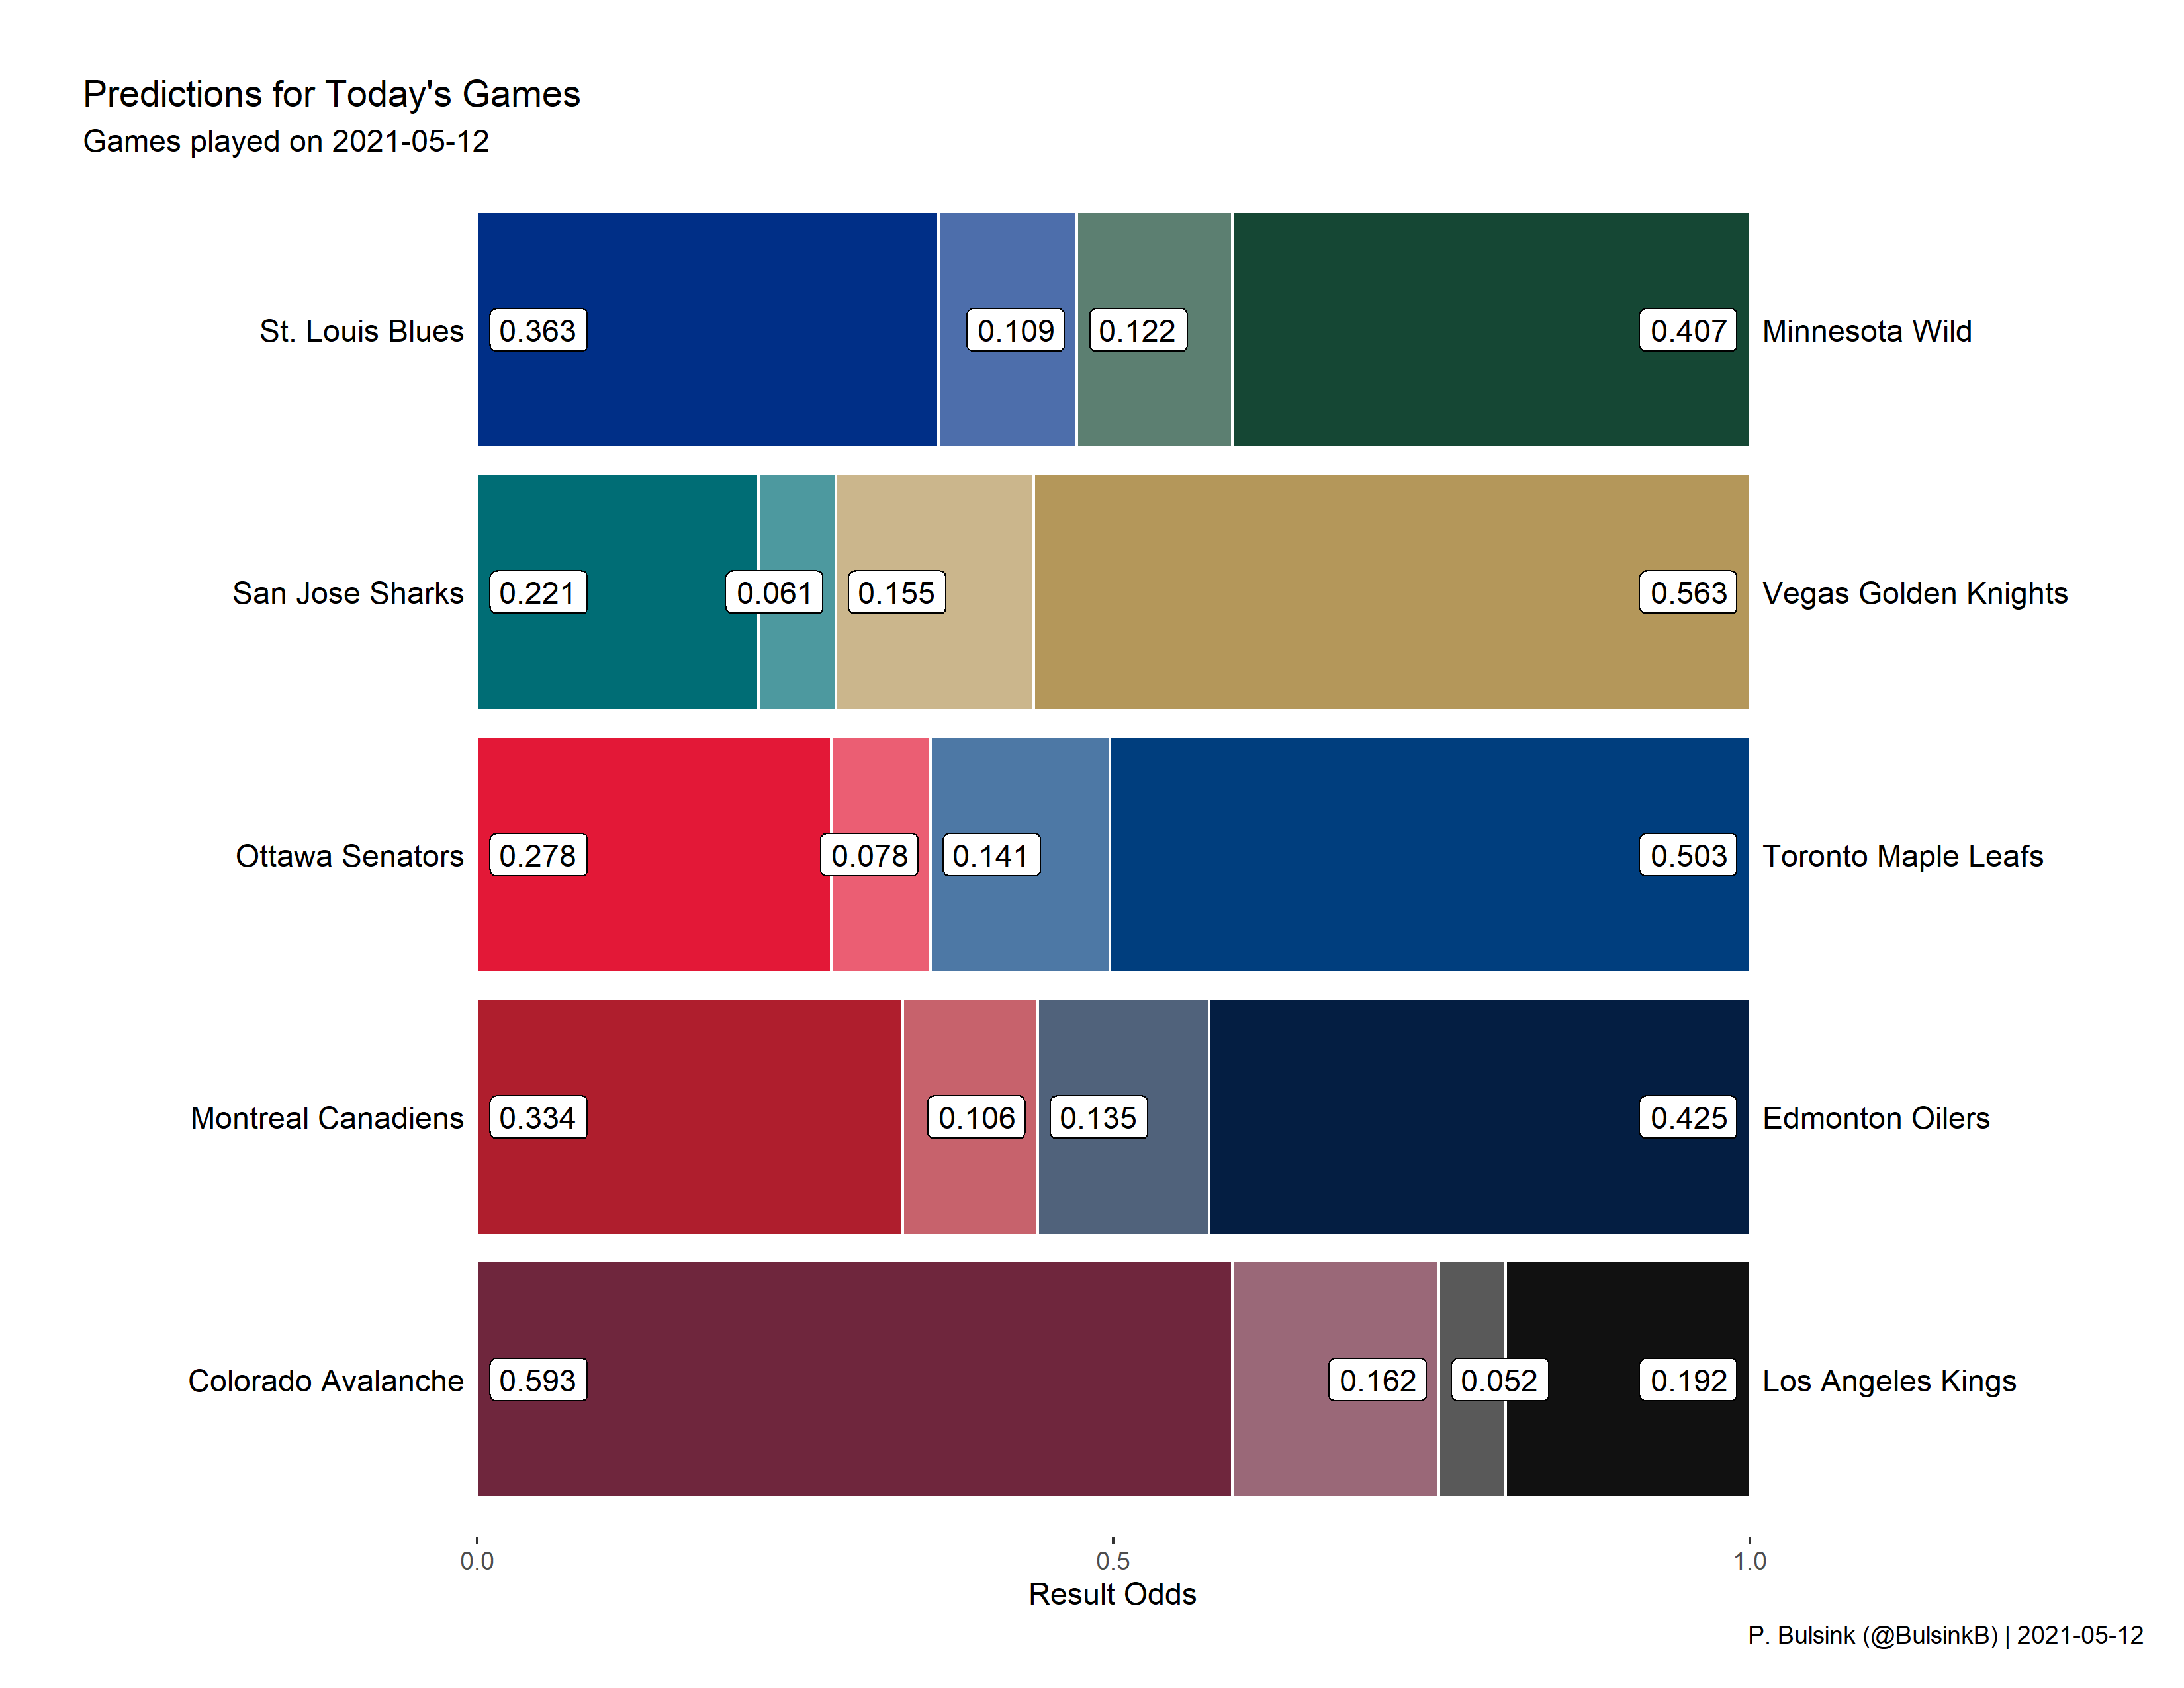 Predictions for Today's Games
Games played on 2021-05-12
St. Louis Blues 0.363 0.109 0.122 0.407 Minnesota Wild
San Jose Sharks 0.221 0.061 0.155 0.563 Vegas Golden Knights
Ottawa Senators 0.278 0.078 0.141 0.503 Toronto Maple Leafs
Montreal Canadiens 0.334 0.106 0.135 0.425 Edmonton Oilers
Colorado Avalanche 0.593 0.162 0.052 0.192 Los Angeles Kings
0.0 0.5 1.0
Result Odds
P. Bulsink (@BulsinkB) | 2021-05-12